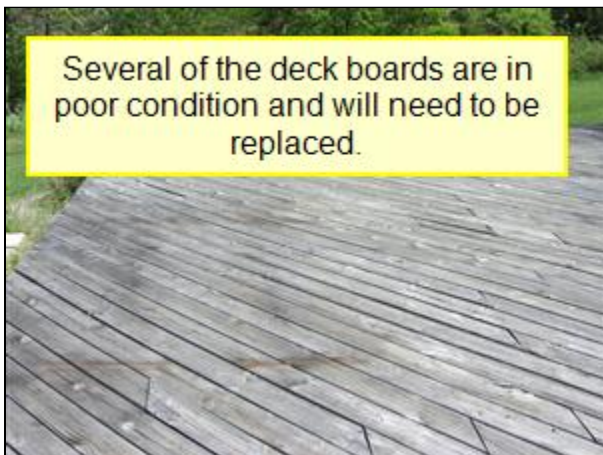 Several of the deck boards are in
poor condition and will need to be
replaced.